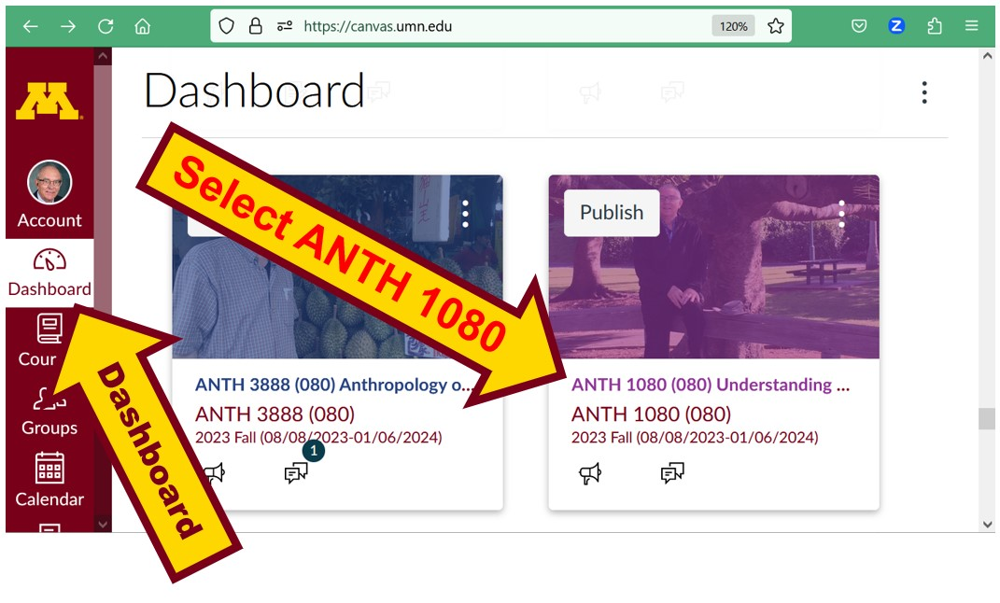 https://canvas.umn.edu
120%
Z
Dashboard
M
Account
Dashboard
Cour
Groups
Calendar
Select ANTH 1080
Dashboard
Publish
ANTH 3888 (080) Anthropology o...
ANTH 3888 (080)
2023 Fall (08/08/2023-01/06/2024)
1
ANTH 1080 (080) Understanding ...
ANTH 1080 (080)
2023 Fall (08/08/2023-01/06/2024)